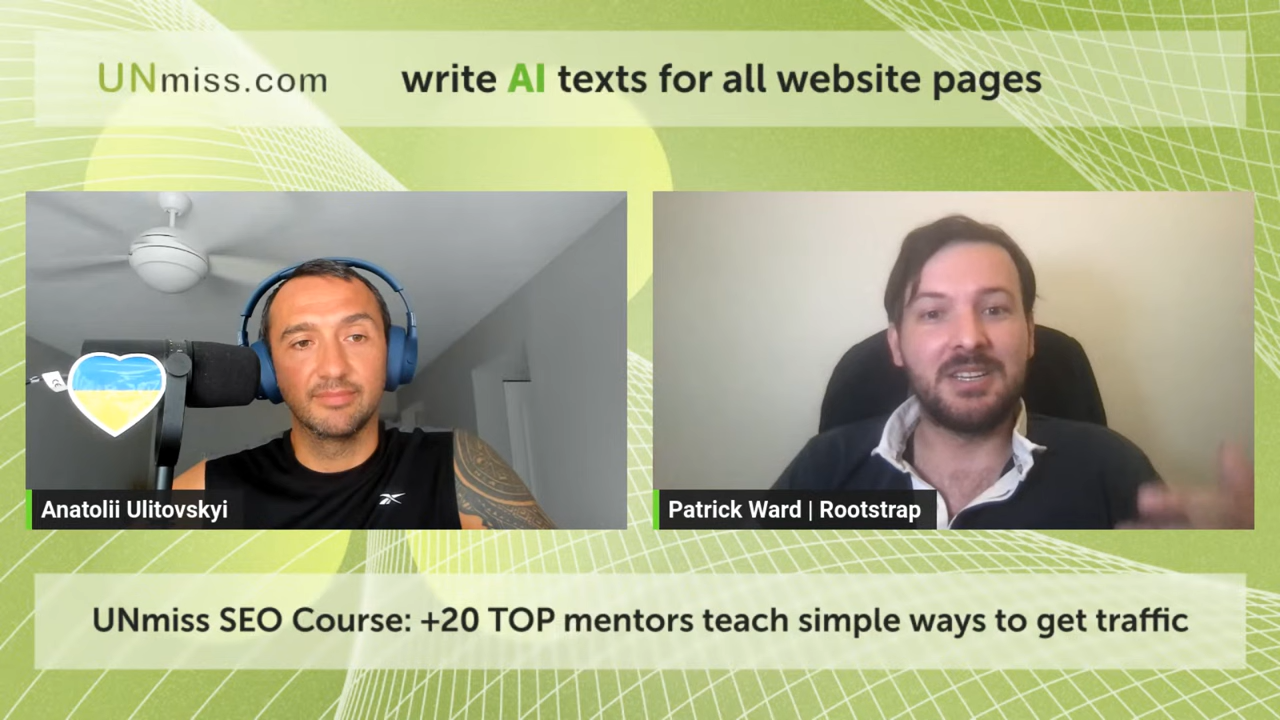 UNmiss.com
write AI texts for all website pages
Anatolii Ulitovskyi
Patrick Ward | Rootstrap
UNmiss SEO Course: +20 TOP mentors teach simple ways to get traffic